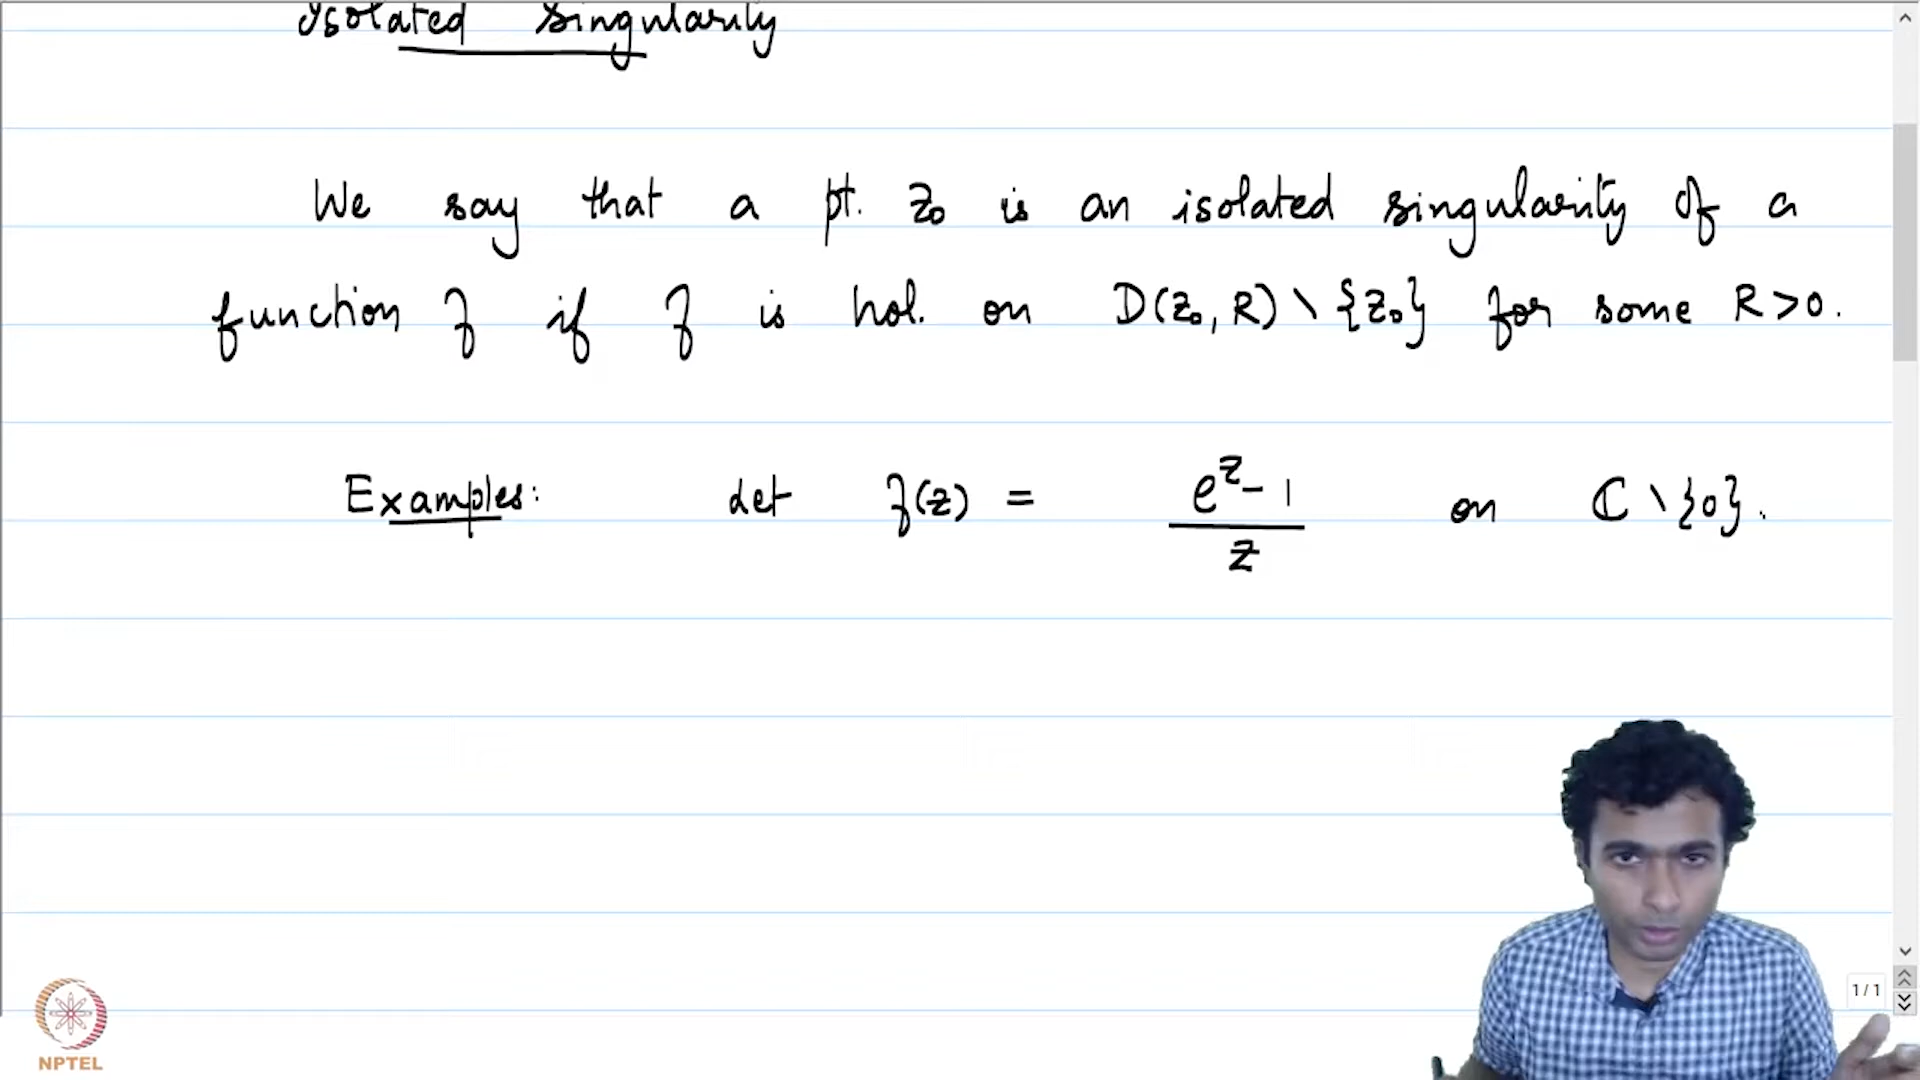 Isolated Singularity
We say that a pt. z₀ is an isolated singularity of a
function f if f is hol. on D(z₀, R) \ {z₀} for some R > 0.
Examples: Let f(z) = (e^z - 1)/z on ℂ \ {0}.
1 / 1
NPTEL